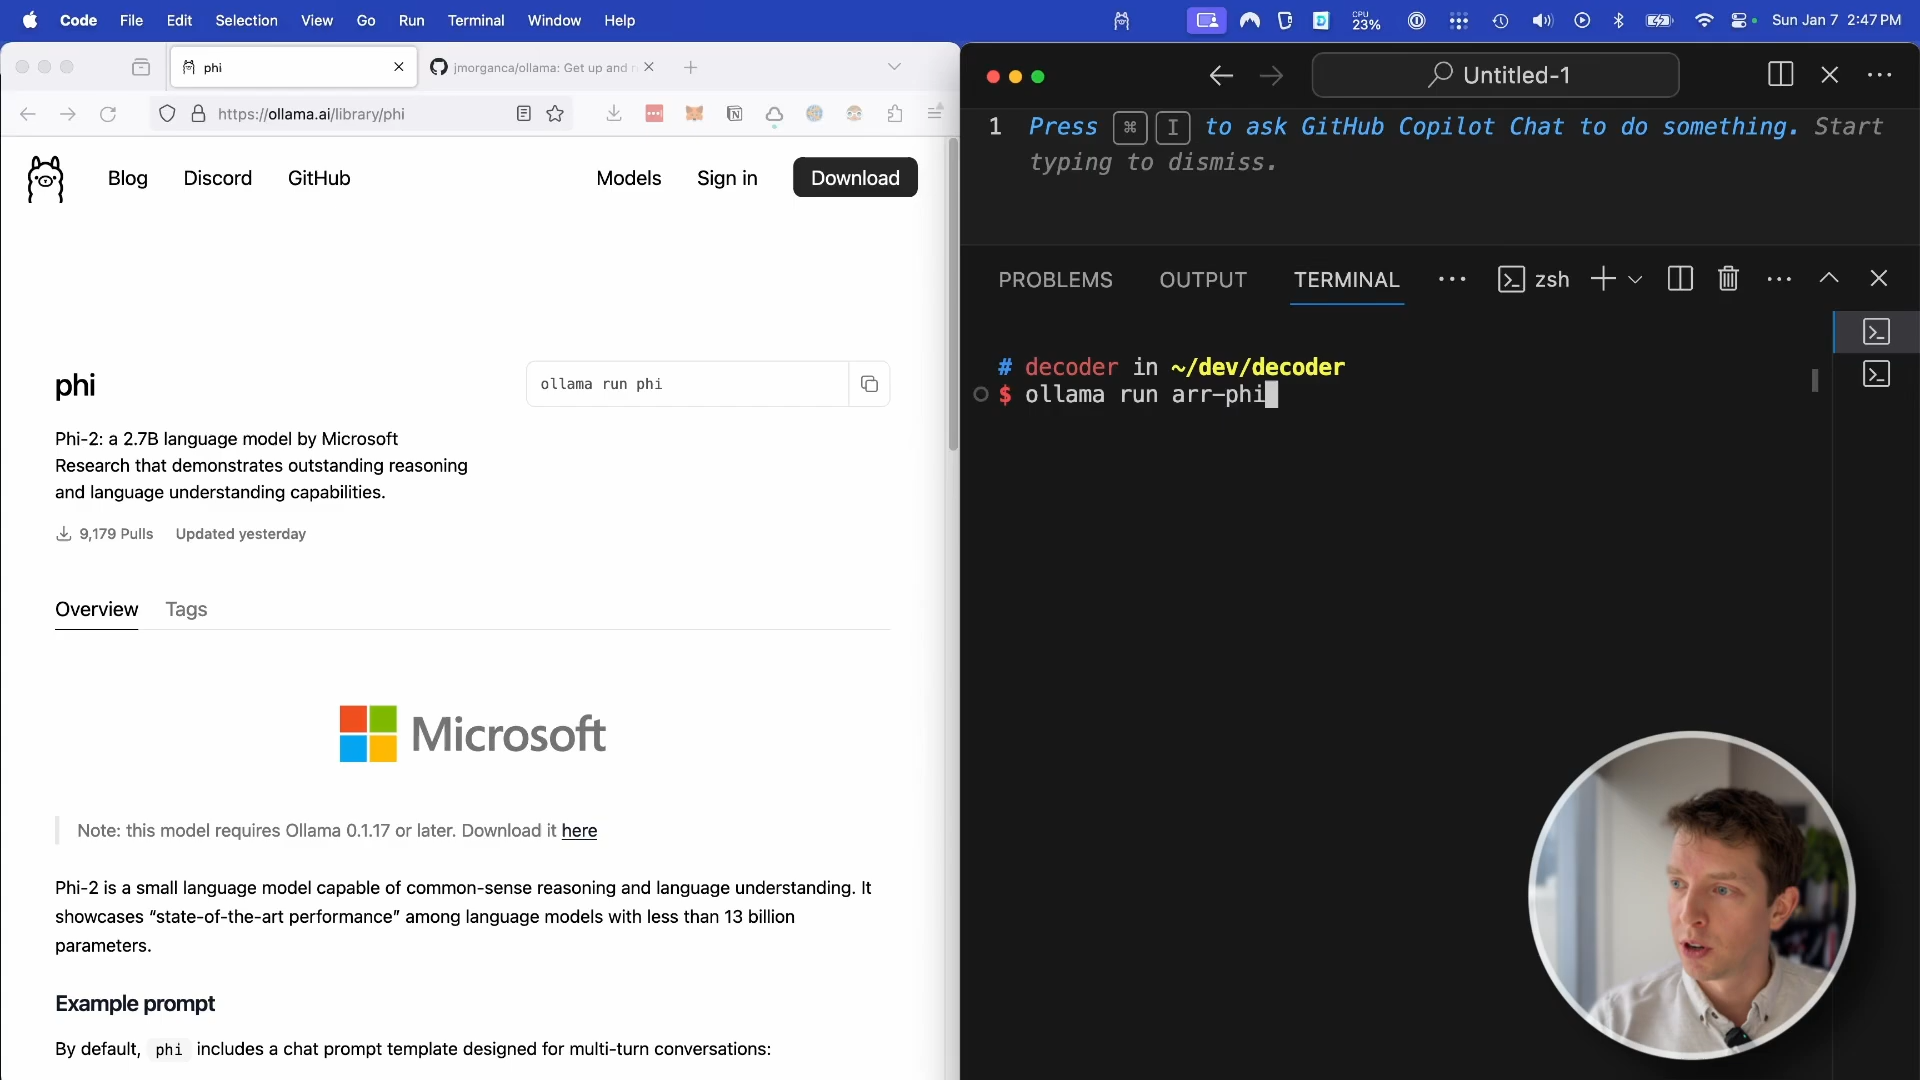 Code File Edit Selection View Go Run Terminal Window Help
CPU 23% Sun Jan 7 2:47 PM
phi
jmorganca/ollama: Get up and r
https://ollama.ai/library/phi
Blog Discord GitHub Models Sign in Download
phi
ollama run phi
Phi-2: a 2.7B language model by Microsoft
Research that demonstrates outstanding reasoning
and language understanding capabilities.
9,179 Pulls Updated yesterday
Overview Tags
Microsoft
Note: this model requires Ollama 0.1.17 or later. Download it here
Phi-2 is a small language model capable of common-sense reasoning and language understanding. It
showcases “state-of-the-art performance” among language models with less than 13 billion
parameters.
Example prompt
By default, phi includes a chat prompt template designed for multi-turn conversations:
Untitled-1
1 Press ⌘ I to ask GitHub Copilot Chat to do something. Start
typing to dismiss.
PROBLEMS OUTPUT TERMINAL ··· zsh
# decoder in ~/dev/decoder
$ ollama run arr-phi